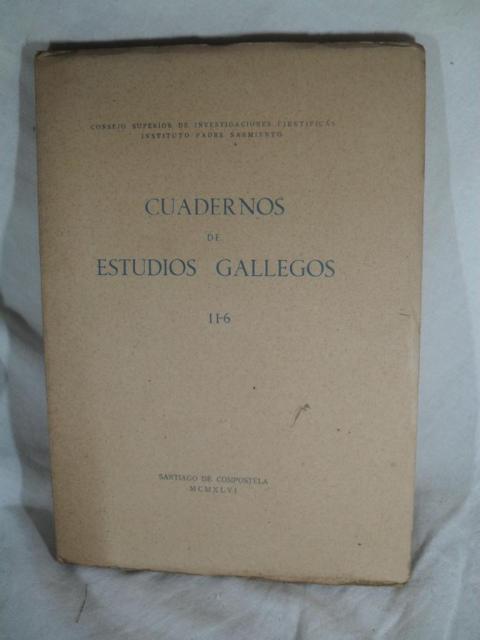 CONSEJO SUPERIOR DE INVESTIGACIONES CIENTIFICAS
INSTITUTO PADRE SARMIENTO
CUADERNOS
DE
ESTUDIOS GALLEGOS
II-6
SANTIAGO DE COMPOSTELA
MCMXLVI